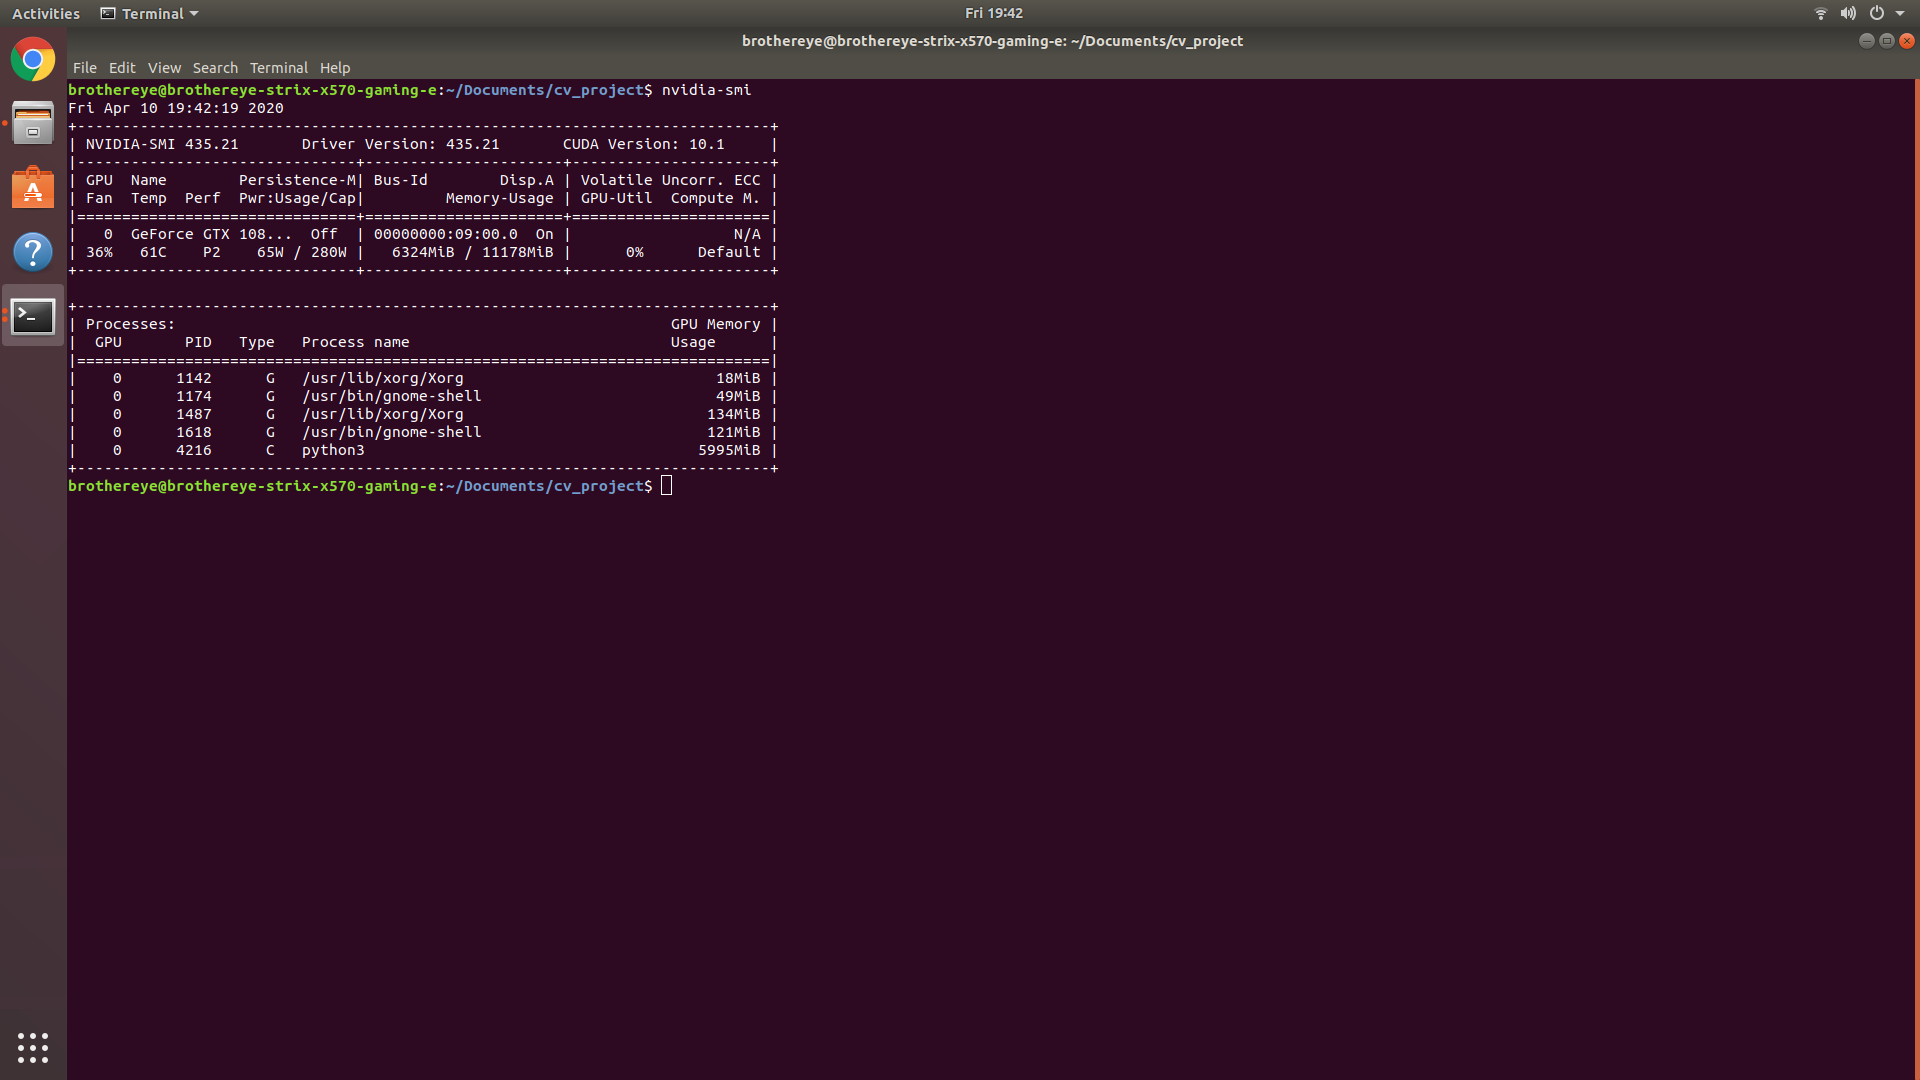 Activities Terminal Fri 19:42
brothereye@brothereye-strix-x570-gaming-e: ~/Documents/cv_project
File Edit View Search Terminal Help
brothereye@brothereye-strix-x570-gaming-e:~/Documents/cv_project$ nvidia-smi
Fri Apr 10 19:42:19 2020
+-----------------------------------------------------------------------------+
| NVIDIA-SMI 435.21       Driver Version: 435.21       CUDA Version: 10.1     |
|-------------------------------+----------------------+----------------------+
| GPU  Name        Persistence-M| Bus-Id        Disp.A | Volatile Uncorr. ECC |
| Fan  Temp  Perf  Pwr:Usage/Cap|         Memory-Usage | GPU-Util  Compute M. |
|===============================+======================+======================|
|   0  GeForce GTX 108...  Off  | 00000000:09:00.0  On |                  N/A |
| 36%   61C    P2    65W / 280W |   6324MiB / 11178MiB |      0%      Default |
+-------------------------------+----------------------+----------------------+
+-----------------------------------------------------------------------------+
| Processes:                                                       GPU Memory |
|  GPU       PID   Type   Process name                             Usage      |
|=============================================================================|
|    0      1142      G   /usr/lib/xorg/Xorg                            18MiB |
|    0      1174      G   /usr/bin/gnome-shell                          49MiB |
|    0      1487      G   /usr/lib/xorg/Xorg                           134MiB |
|    0      1618      G   /usr/bin/gnome-shell                         121MiB |
|    0      4216      C   python3                                     5995MiB |
+-----------------------------------------------------------------------------+
brothereye@brothereye-strix-x570-gaming-e:~/Documents/cv_project$